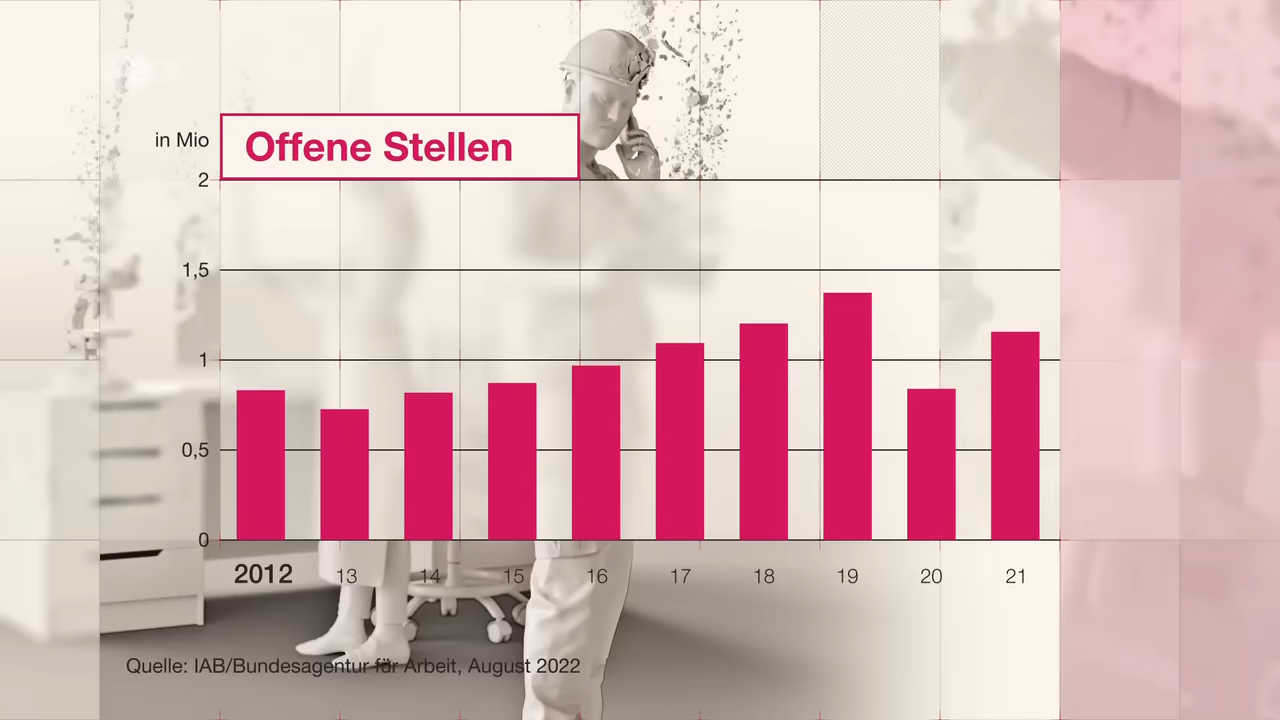 in Mio
Offene Stellen
2
1,5
1
0,5
0
2012 13 14 15 16 17 18 19 20 21
Quelle: IAB/Bundesagentur für Arbeit, August 2022